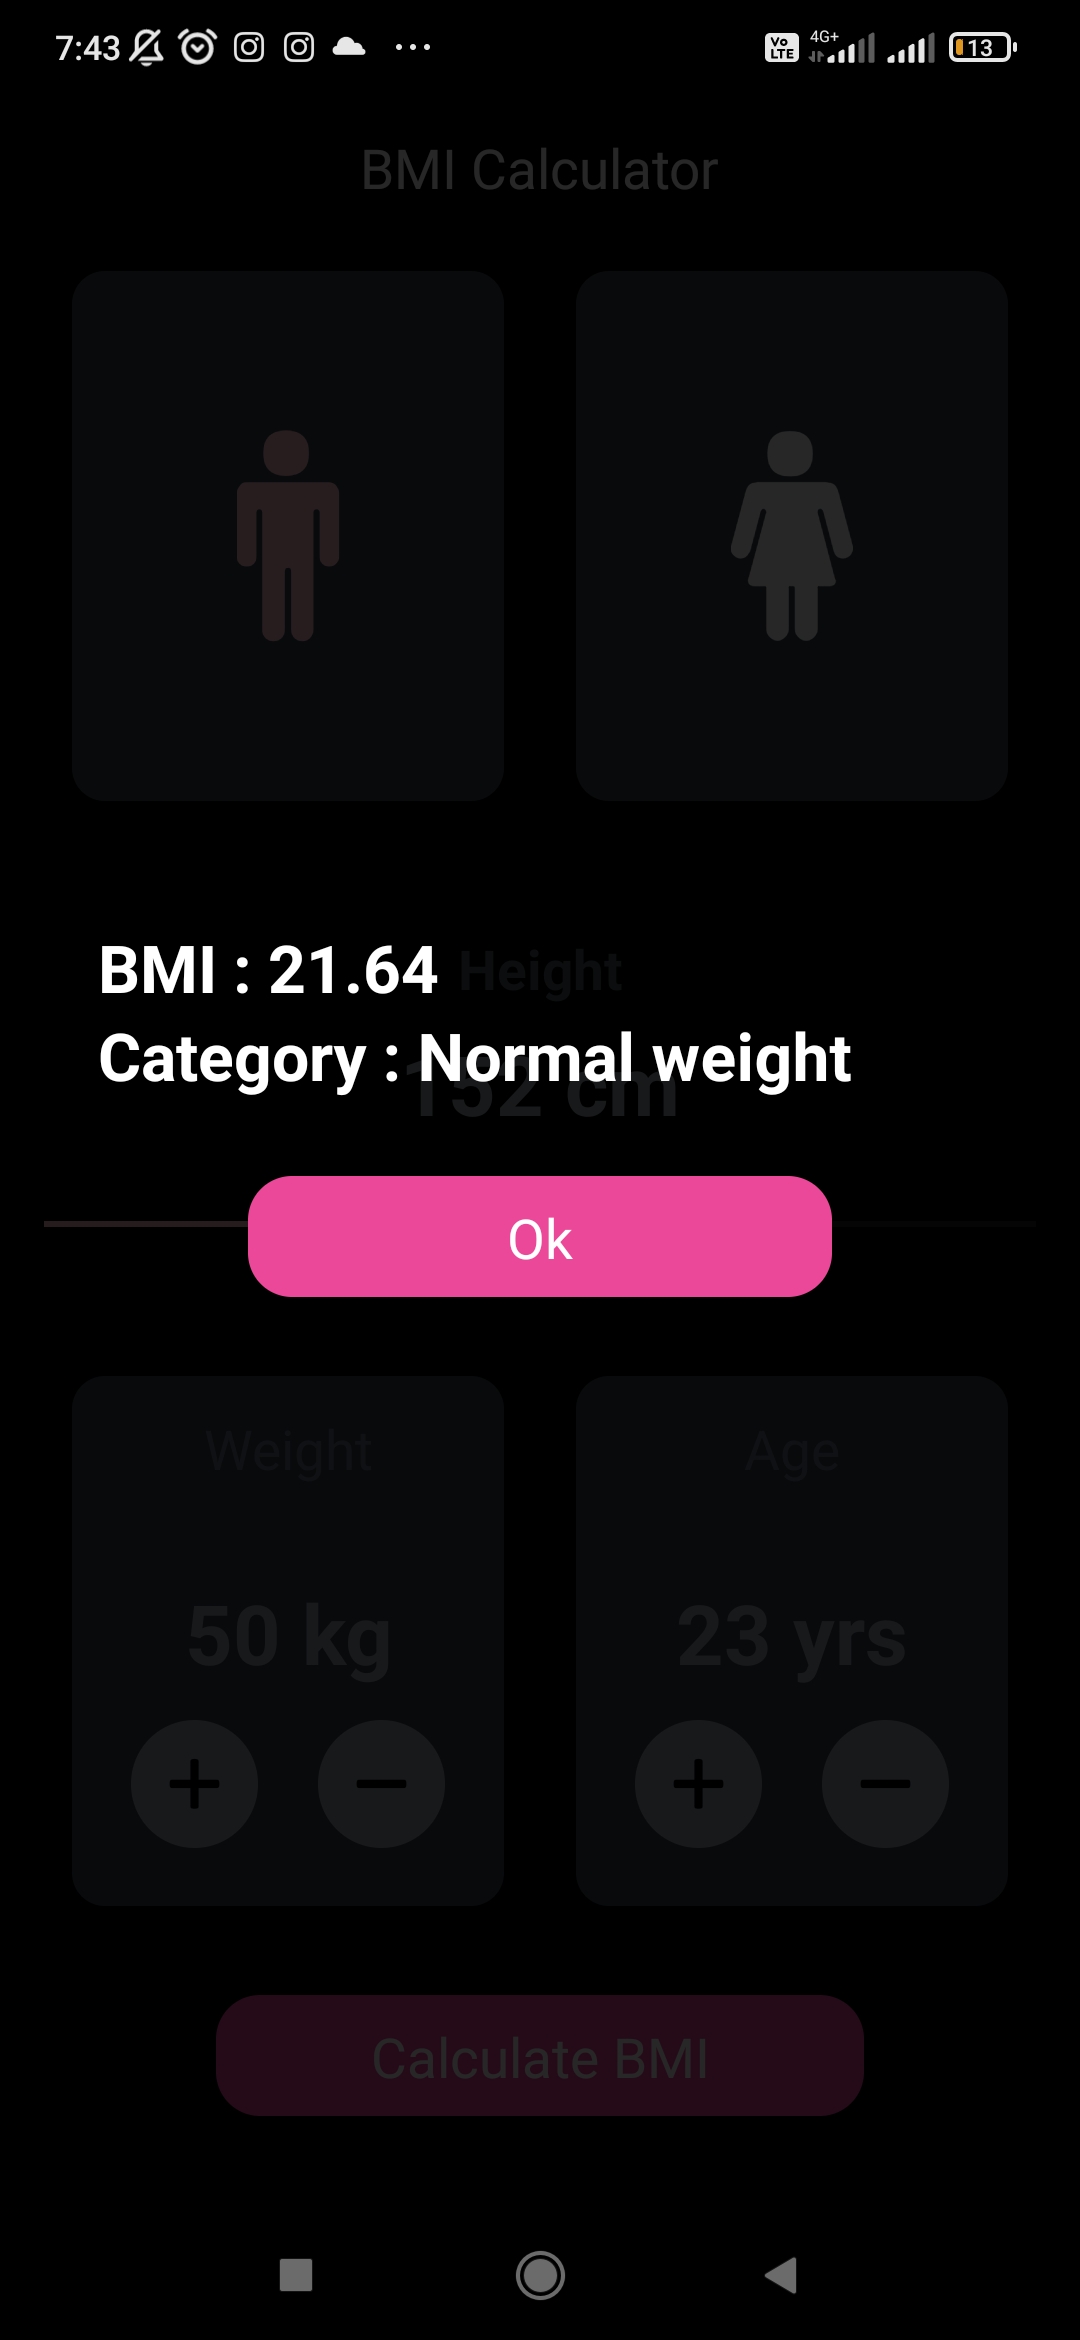 7:43
Vo LTE 4G+ 13
BMI Calculator
BMI : 21.64
Height
Category : Normal weight
152 cm
Ok
Weight
Age
50 kg
23 yrs
Calculate BMI